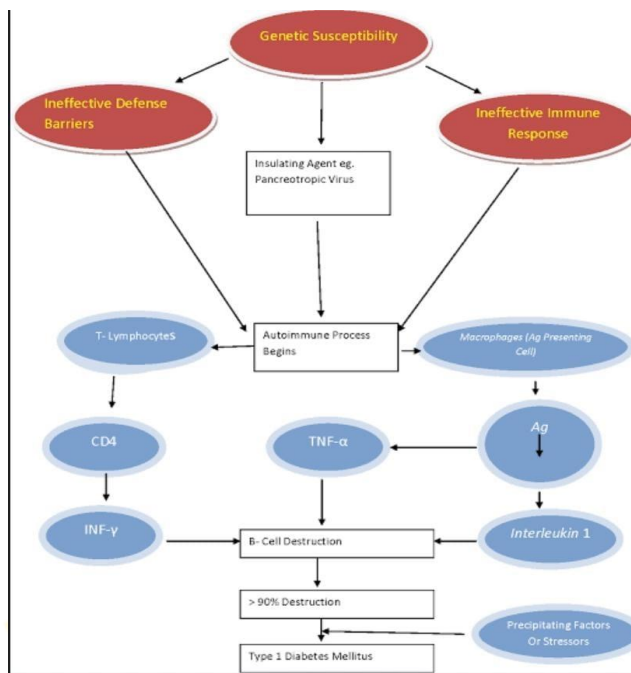 Genetic Susceptibility
Ineffective Defense
Barriers
Ineffective Immune
Response
Insulating Agent eg.
Pancreotropic Virus
T- Lymphocytes
Autoimmune Process
Begins
Macrophages (Ag Presenting
Cell)
CD4
TNF-α
Ag
INF-γ
B- Cell Destruction
Interleukin 1
> 90% Destruction
Precipitating Factors
Or Stressors
Type 1 Diabetes Mellitus